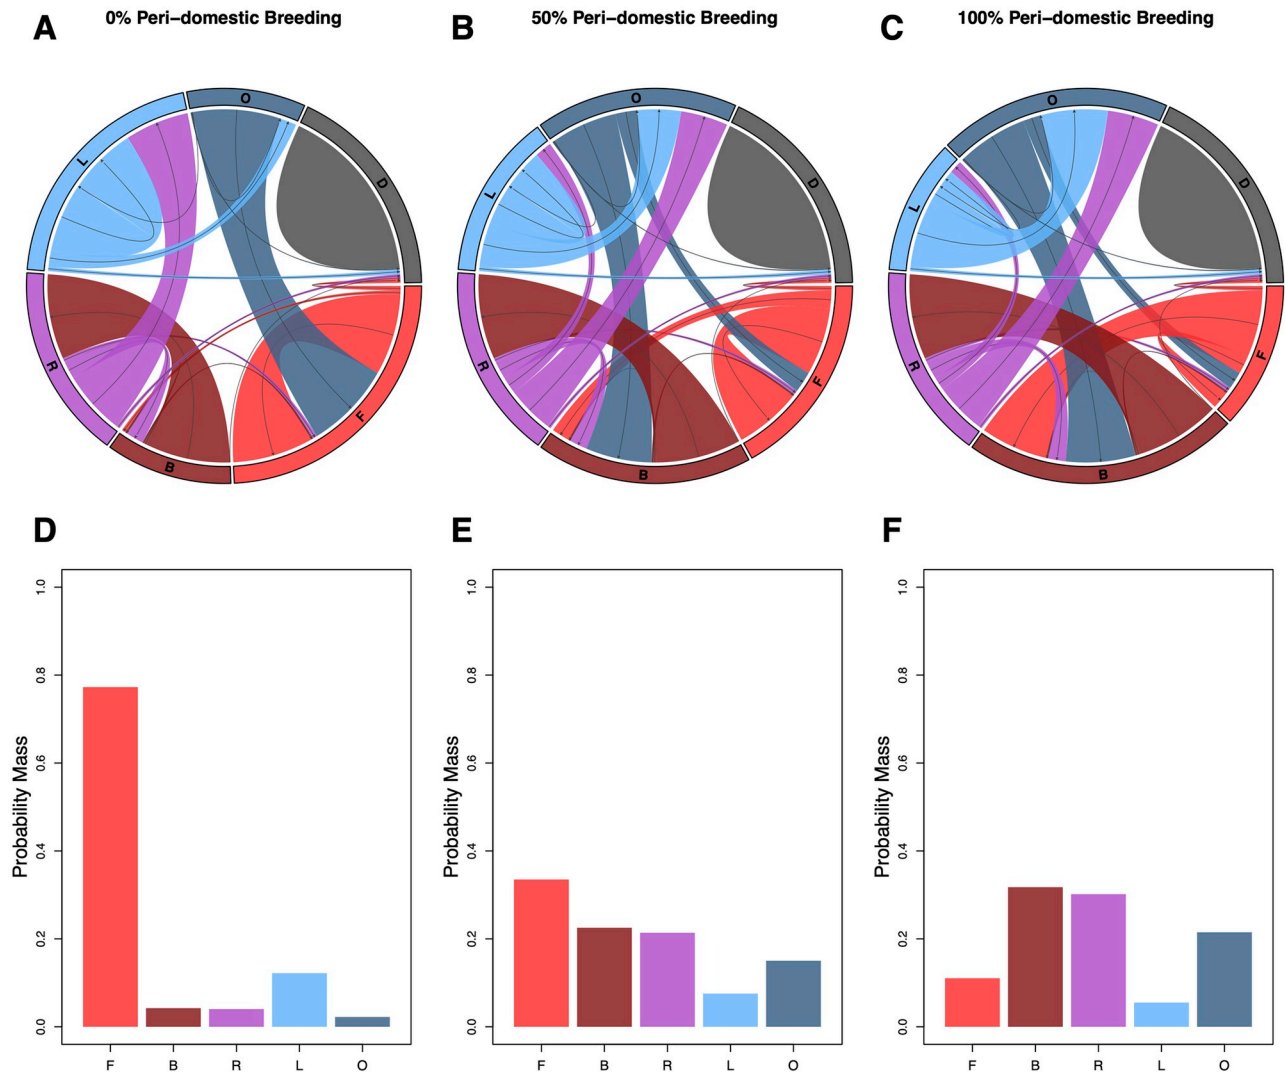 A
0% Peri−domestic Breeding
B
50% Peri−domestic Breeding
C
100% Peri−domestic Breeding
L
O
D
R
B
F
L
O
D
R
B
F
L
O
D
R
B
F
D
Probability Mass
1.0
0.8
0.6
0.4
0.2
0.0
F B R L O
E
Probability Mass
1.0
0.8
0.6
0.4
0.2
0.0
F B R L O
F
Probability Mass
1.0
0.8
0.6
0.4
0.2
0.0
F B R L O